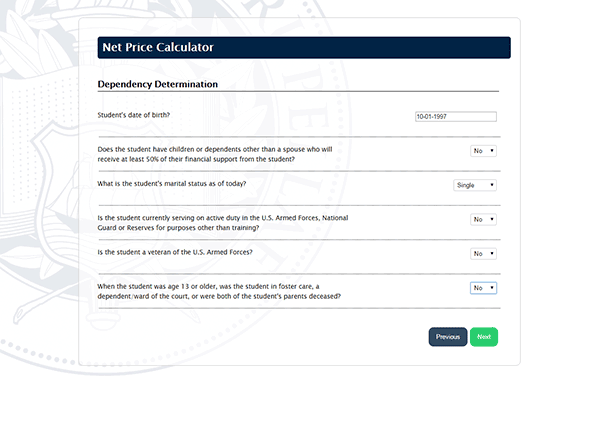 Net Price Calculator
Dependency Determination
Student's date of birth?
10-01-1997
Does the student have children or dependents other than a spouse who will
receive at least 50% of their financial support from the student?
No
What is the student's marital status as of today?
Single
Is the student currently serving on active duty in the U.S. Armed Forces, National
Guard or Reserves for purposes other than training?
No
Is the student a veteran of the U.S. Armed Forces?
No
When the student was age 13 or older, was the student in foster care, a
dependent/ward of the court, or were both of the student's parents deceased?
No
Previous
Next